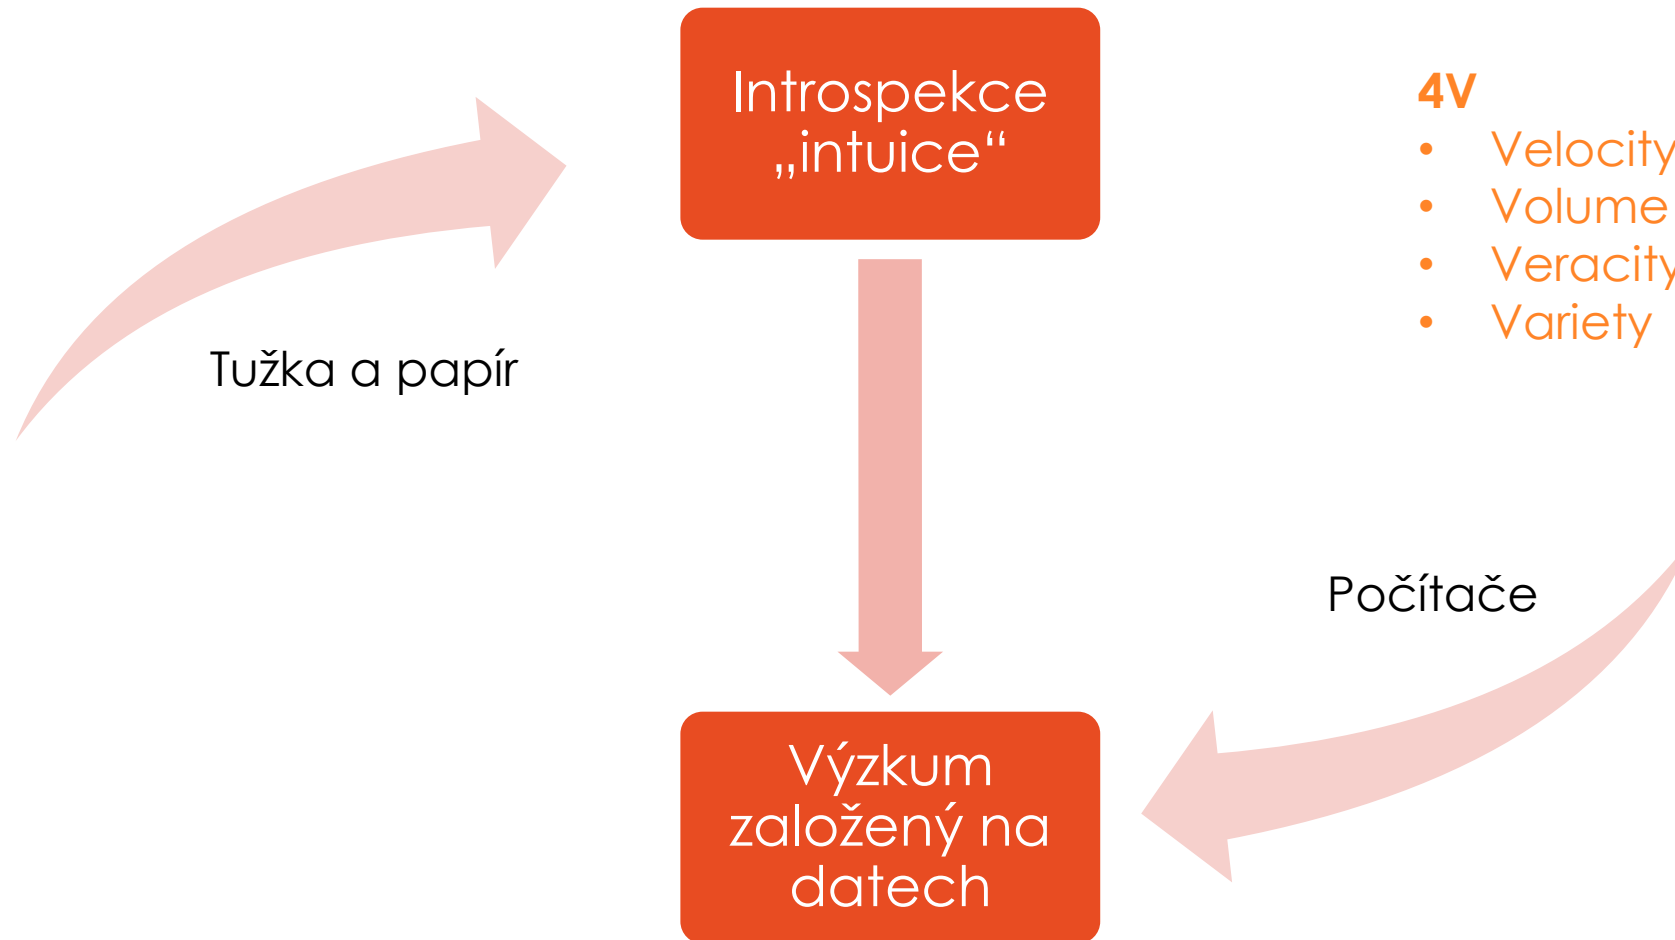 Introspekce
„intuice“
4V
• Velocity
• Volume
• Veracity
• Variety
Tužka a papír
Počítače
Výzkum
založený na
datech